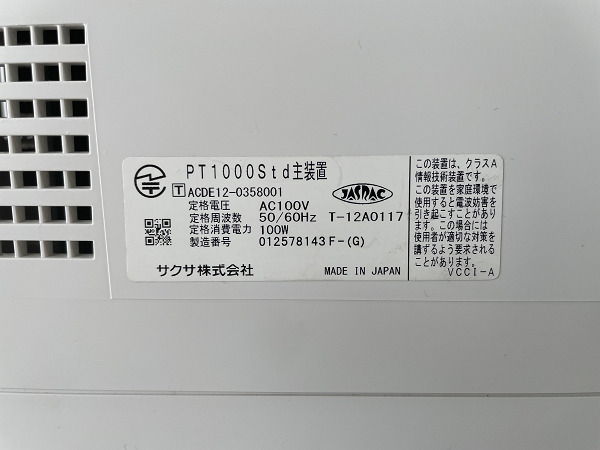 PT1000Std主装置
T ACDE12-0358001
JASRAC
定格電圧 AC100V
定格周波数 50/60Hz T-12A0117
定格消費電力 100W
製造番号 012578143 F-(G)
サクサ株式会社 MADE IN JAPAN
この装置は、クラスA
情報技術装置です。
この装置を家庭環境で
使用すると電波妨害を
引き起こすことがあり
ます。この場合には
使用者が適切な対策を
講ずるよう要求される
ことがあります。
VCCI-A